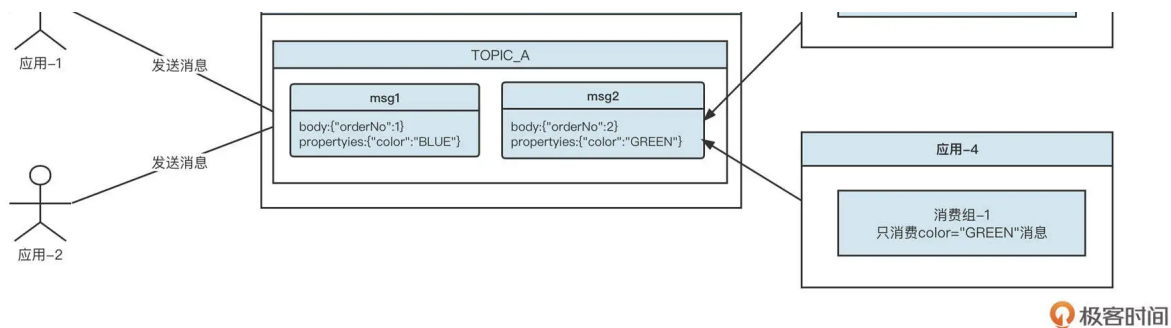 应用-1
发送消息
TOPIC_A
msg1
body:{"orderNo":1}
propertyies:{"color":"BLUE"}
msg2
body:{"orderNo":2}
propertyies:{"color":"GREEN"}
发送消息
应用-2
应用-4
消费组-1
只消费color="GREEN"消息
极客时间